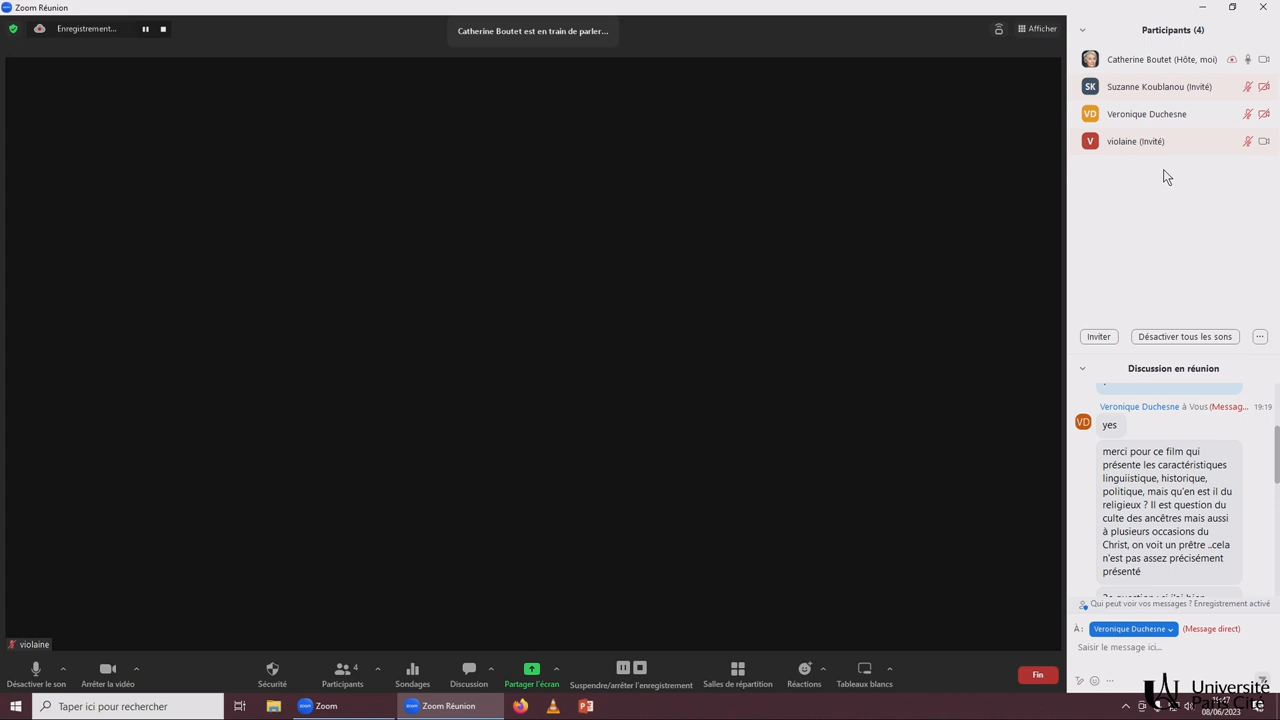 Zoom Réunion
Enregistrement...
Catherine Boutet est en train de parler...
Afficher
Participants (4)
Catherine Boutet (Hôte, moi)
SK Suzanne Koublanou (Invité)
VD Veronique Duchesne
V violaine (Invité)
Inviter
Désactiver tous les sons
Discussion en réunion
Veronique Duchesne à Vous (Messag... 19:19
VD
yes
merci pour ce film qui
présente les caractéristiques
linguiistique, historique,
politique, mais qu'en est il du
religieux ? Il est question du
culte des ancêtres mais aussi
à plusieurs occasions du
Christ, on voit un prêtre ..cela
n'est pas assez précisément
présenté
Qui peut voir vos messages ? Enregistrement activé
À : Veronique Duchesne (Message direct)
Saisir le message ici...
violaine
Désactiver le son
Arrêter la vidéo
Sécurité
4
Participants
Sondages
Discussion
Partager l'écran
Suspendre/arrêter l'enregistrement
Salles de répartition
Réactions
Tableaux blancs
Fin
Taper ici pour rechercher
Zoom
Zoom Réunion
Université
Paris Cité
08/06/2023